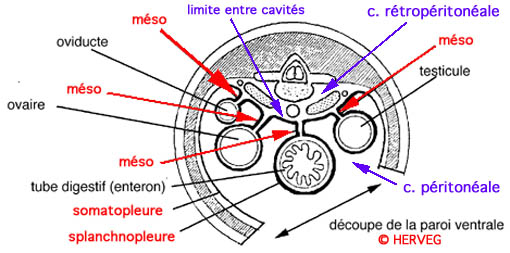 limite entre cavités
c. rétropéritonéale
méso
méso
oviducte
testicule
méso
ovaire
méso
c. péritonéale
tube digestif (enteron)
somatopleure
splanchnopleure
découpe de la paroi ventrale
© HERVEG